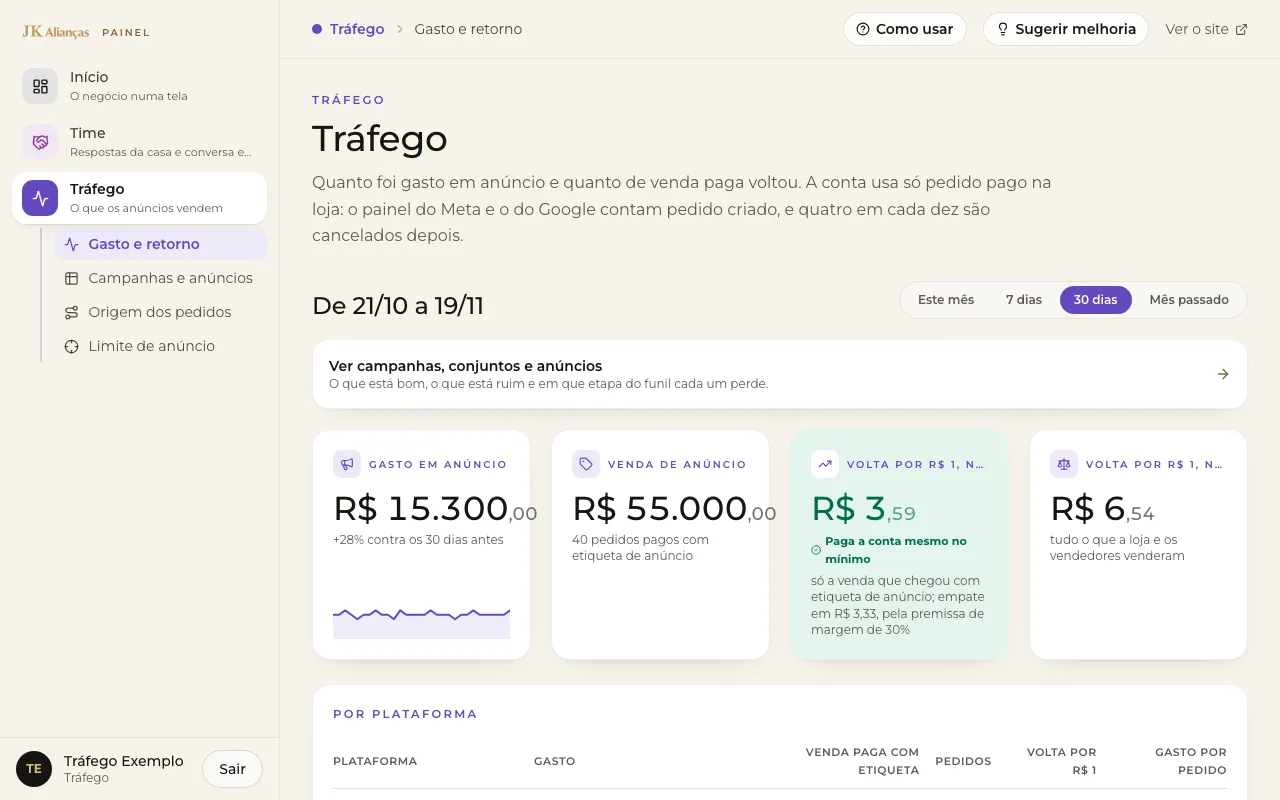 JK Alianças PAINEL
Início
O negócio numa tela
Time
Respostas da casa e conversa e...
Tráfego
O que os anúncios vendem
Gasto e retorno
Campanhas e anúncios
Origem dos pedidos
Limite de anúncio
TE
Tráfego Exemplo
Tráfego
Sair
Tráfego > Gasto e retorno
Como usar
Sugerir melhoria
Ver o site
TRÁFEGO
Tráfego
Quanto foi gasto em anúncio e quanto de venda paga voltou. A conta usa só pedido pago na
loja: o painel do Meta e o do Google contam pedido criado, e quatro em cada dez são
cancelados depois.
De 21/10 a 19/11
Este mês 7 dias 30 dias Mês passado
Ver campanhas, conjuntos e anúncios
O que está bom, o que está ruim e em que etapa do funil cada um perde.
GASTO EM ANÚNCIO
R$ 15.300,00
+28% contra os 30 dias antes
VENDA DE ANÚNCIO
R$ 55.000,00
40 pedidos pagos com
etiqueta de anúncio
VOLTA POR R$ 1, N...
R$ 3,59
Paga a conta mesmo no
mínimo
só a venda que chegou com
etiqueta de anúncio; empate
em R$ 3,33, pela premissa de
margem de 30%
VOLTA POR R$ 1, N...
R$ 6,54
tudo o que a loja e os
vendedores venderam
POR PLATAFORMA
PLATAFORMA
GASTO
VENDA PAGA COM
ETIQUETA
PEDIDOS
VOLTA POR
R$ 1
GASTO POR
PEDIDO